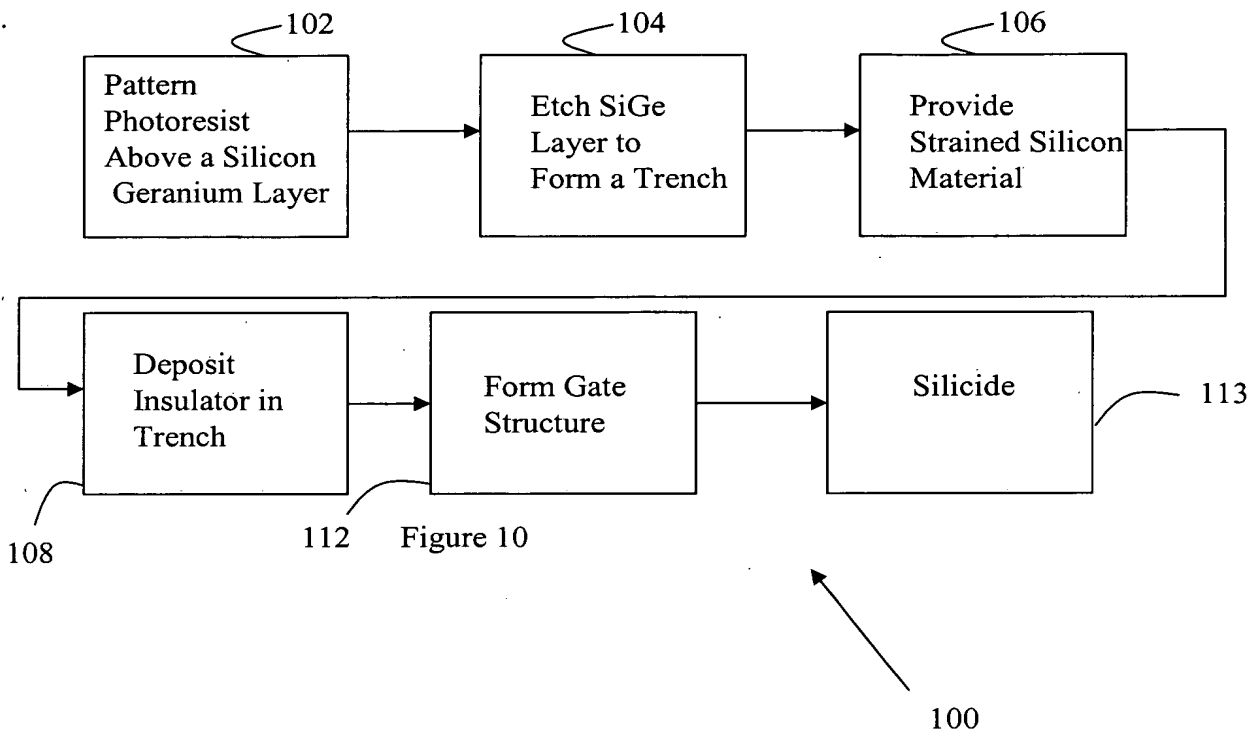 102
104
106
Pattern
Photoresist
Above a Silicon
Geranium Layer
Etch SiGe
Layer to
Form a Trench
Provide
Strained Silicon
Material
Deposit
Insulator in
Trench
Form Gate
Structure
Silicide
113
108
112
Figure 10
100